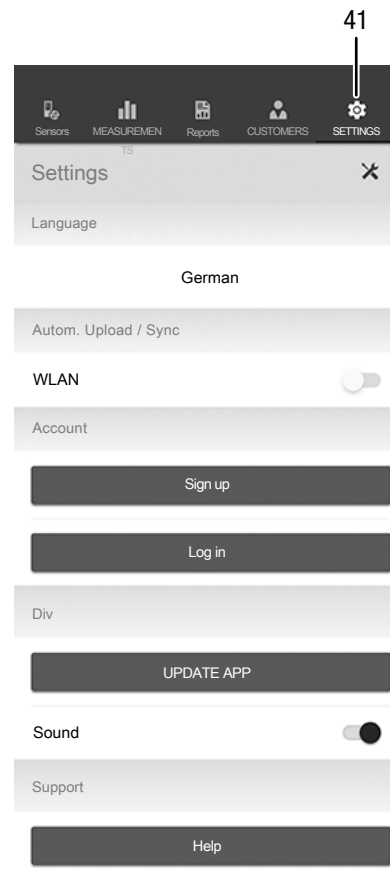 41
Sensors MEASUREMEN Reports CUSTOMERS SETTINGS
TS
Settings
Language
German
Autom. Upload / Sync
WLAN
Account
Sign up
Log in
Div
UPDATE APP
Sound
Support
Help